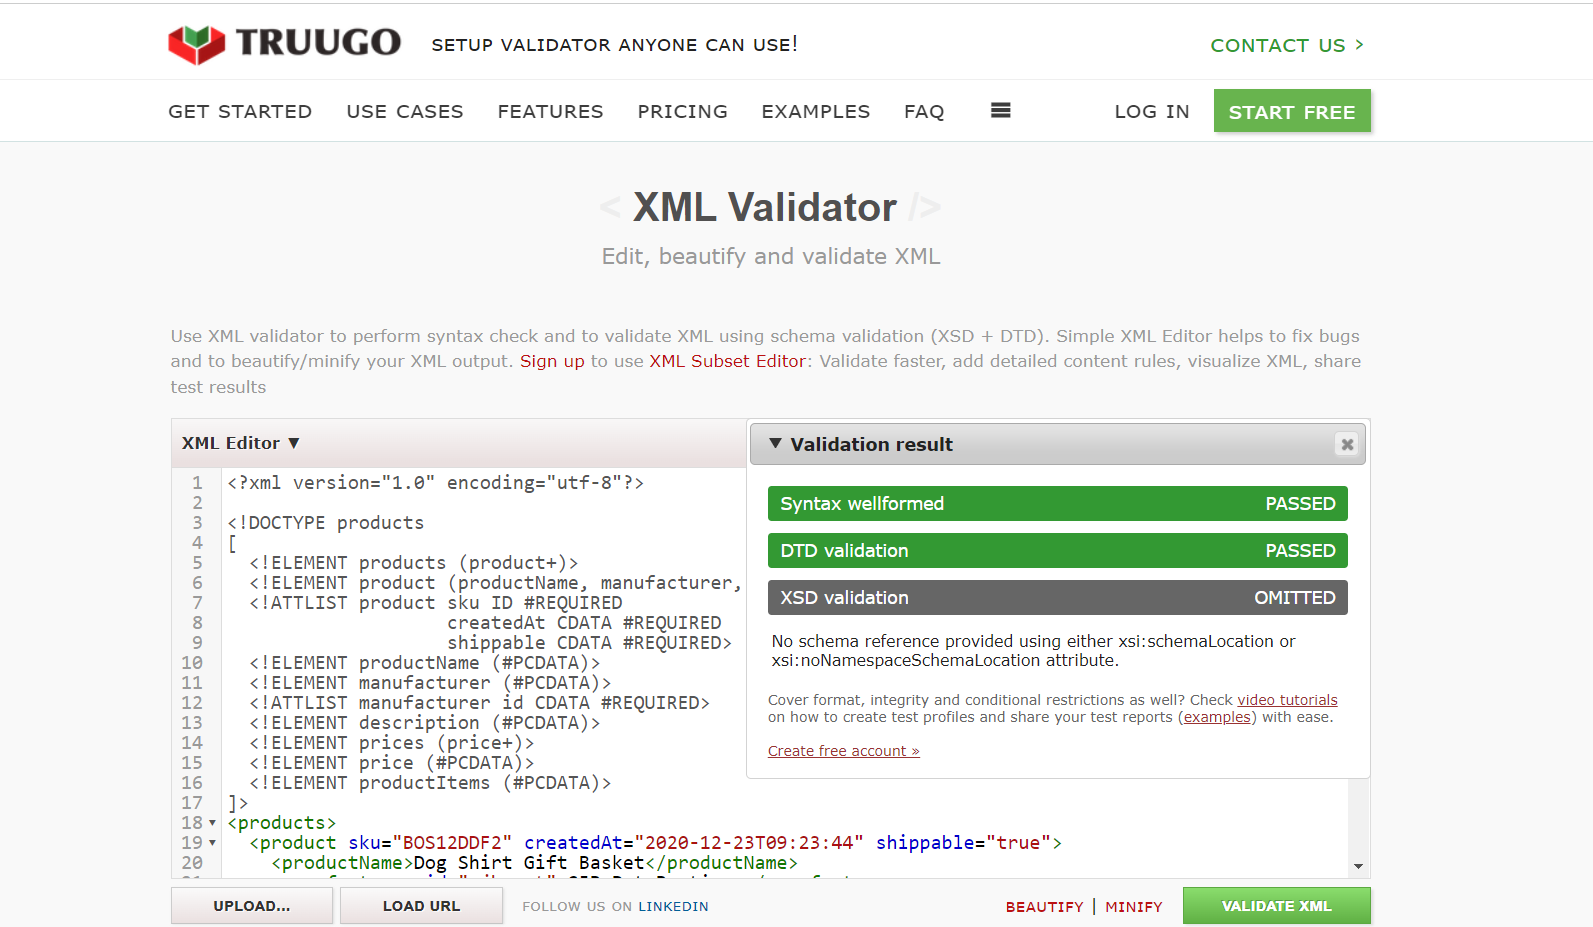 TRUUGO SETUP VALIDATOR ANYONE CAN USE! CONTACT US >
GET STARTED USE CASES FEATURES PRICING EXAMPLES FAQ LOG IN START FREE
< XML Validator />
Edit, beautify and validate XML
Use XML validator to perform syntax check and to validate XML using schema validation (XSD + DTD). Simple XML Editor helps to fix bugs
and to beautify/minify your XML output. Sign up to use XML Subset Editor: Validate faster, add detailed content rules, visualize XML, share
test results
XML Editor ▼
1 <?xml version="1.0" encoding="utf-8"?>
2
3 <!DOCTYPE products
4 [
5 <!ELEMENT products (product+)>
6 <!ELEMENT product (productName, manufacturer,
7 <!ATTLIST product sku ID #REQUIRED
8 createdAt CDATA #REQUIRED
9 shippable CDATA #REQUIRED>
10 <!ELEMENT productName (#PCDATA)>
11 <!ELEMENT manufacturer (#PCDATA)>
12 <!ATTLIST manufacturer id CDATA #REQUIRED>
13 <!ELEMENT description (#PCDATA)>
14 <!ELEMENT prices (price+)>
15 <!ELEMENT price (#PCDATA)>
16 <!ELEMENT productItems (#PCDATA)>
17 ]>
18 <products>
19 <product sku="BOS12DDF2" createdAt="2020-12-23T09:23:44" shippable="true">
20 <productName>Dog Shirt Gift Basket</productName>
▼ Validation result
Syntax wellformed PASSED
DTD validation PASSED
XSD validation OMITTED
No schema reference provided using either xsi:schemaLocation or
xsi:noNamespaceSchemaLocation attribute.
Cover format, integrity and conditional restrictions as well? Check video tutorials
on how to create test profiles and share your test reports (examples) with ease.
Create free account »
UPLOAD... LOAD URL FOLLOW US ON LINKEDIN BEAUTIFY | MINIFY VALIDATE XML